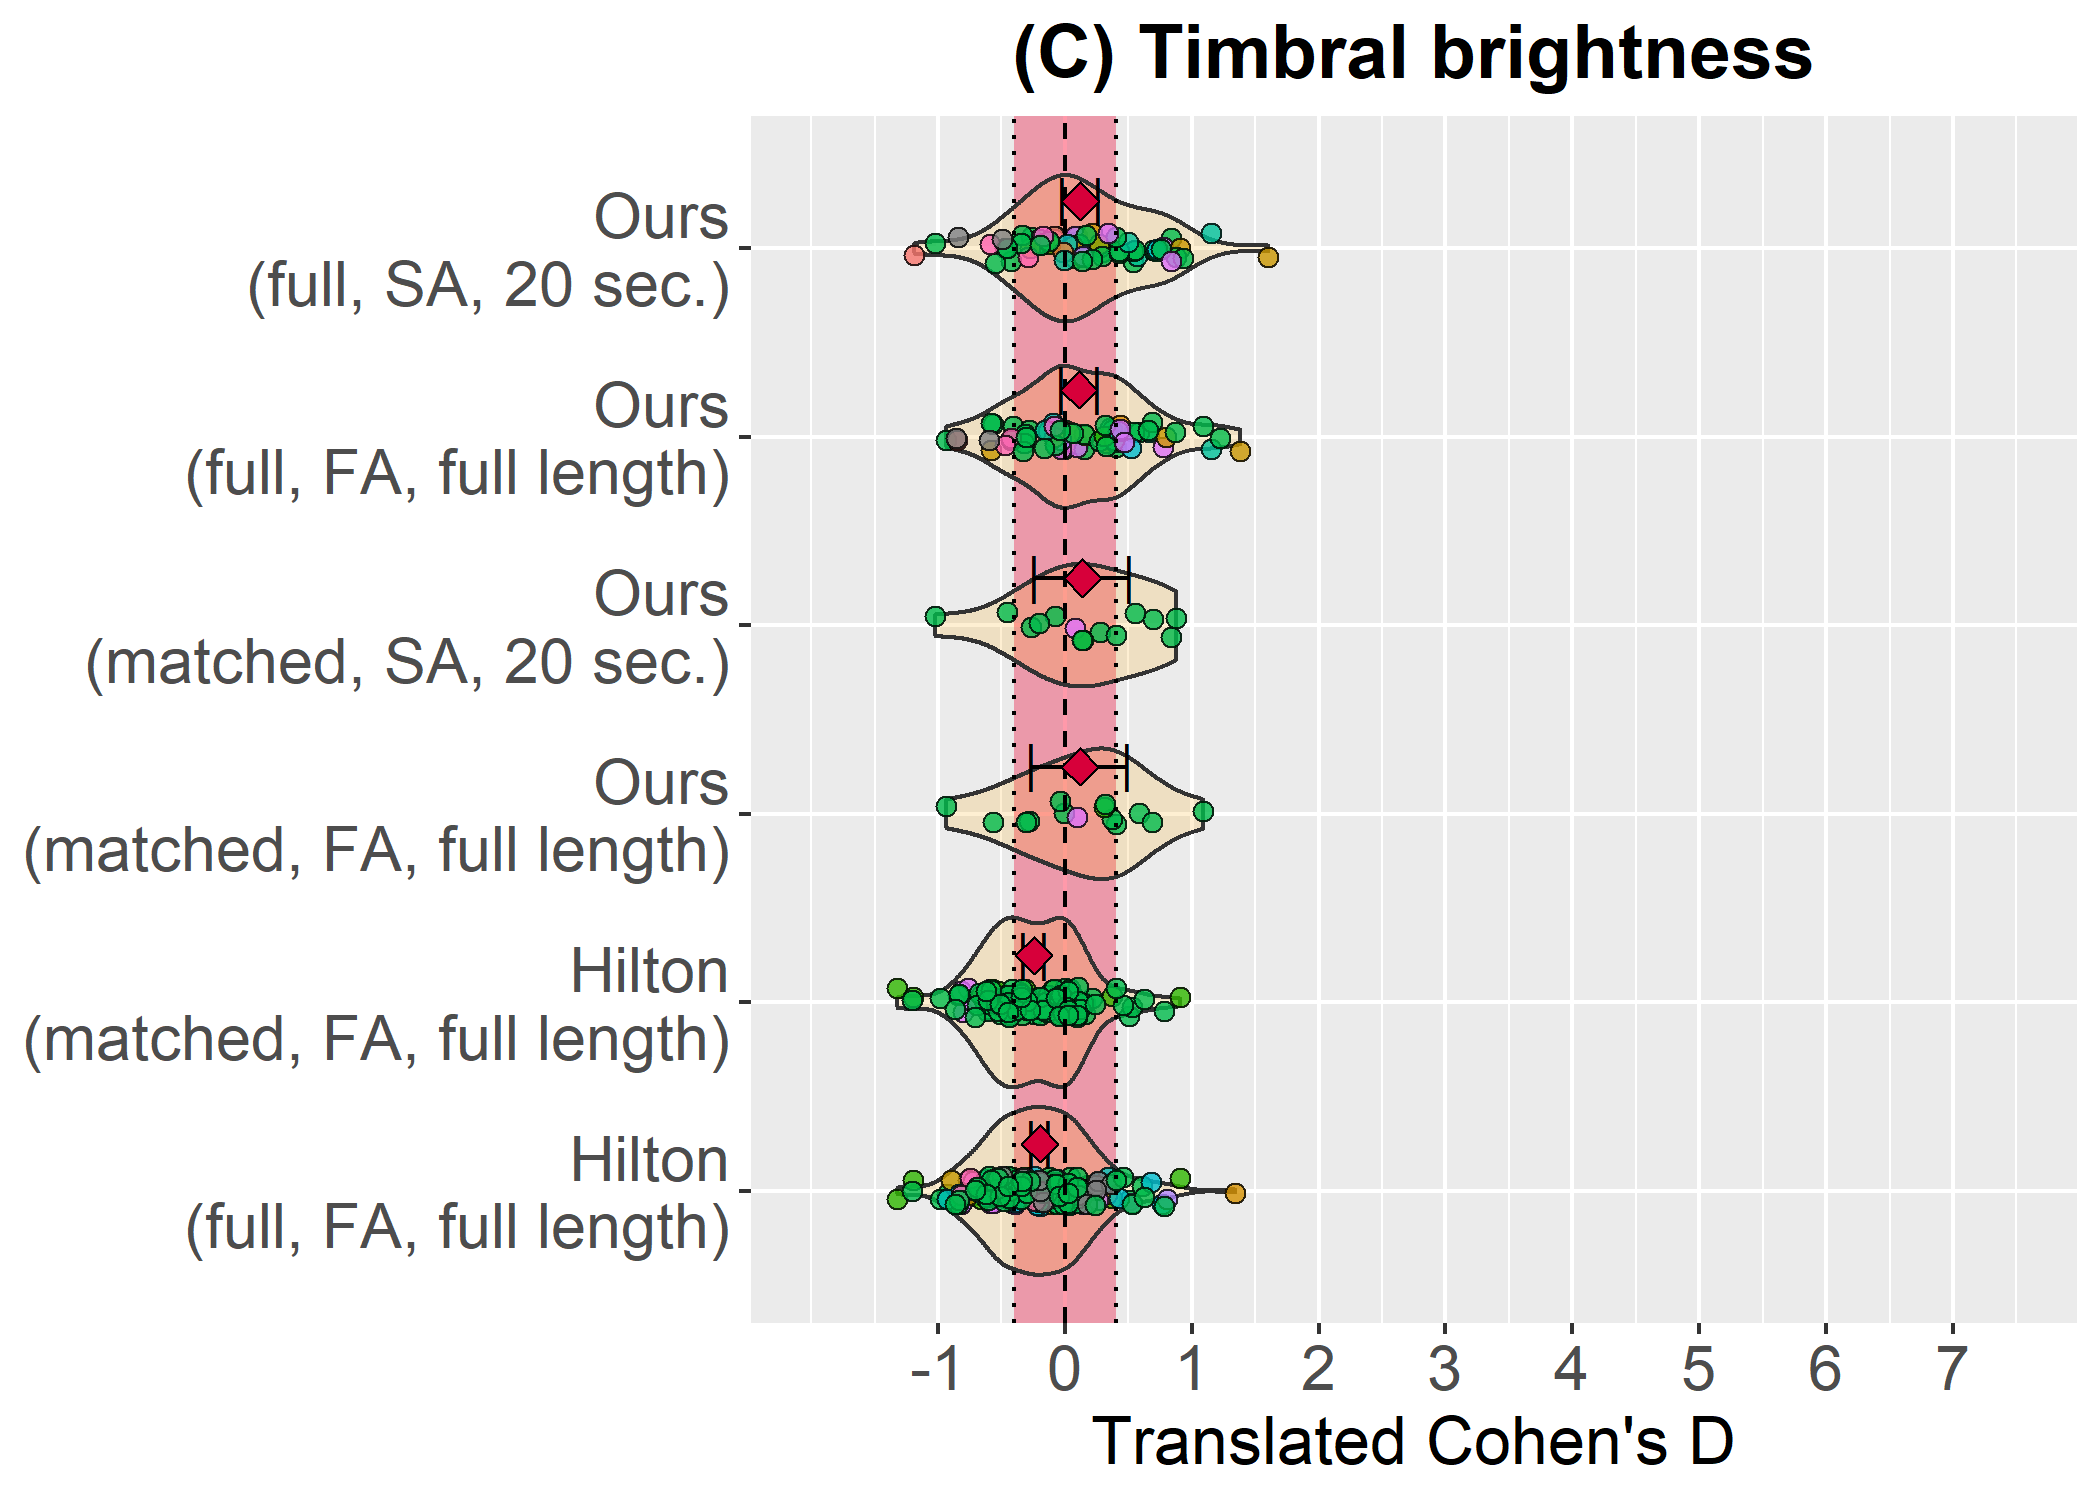 (C) Timbral brightness
Ours
(full, SA, 20 sec.)
Ours
(full, FA, full length)
Ours
(matched, SA, 20 sec.)
Ours
(matched, FA, full length)
Hilton
(matched, FA, full length)
Hilton
(full, FA, full length)
-1 0 1 2 3 4 5 6 7
Translated Cohen's D